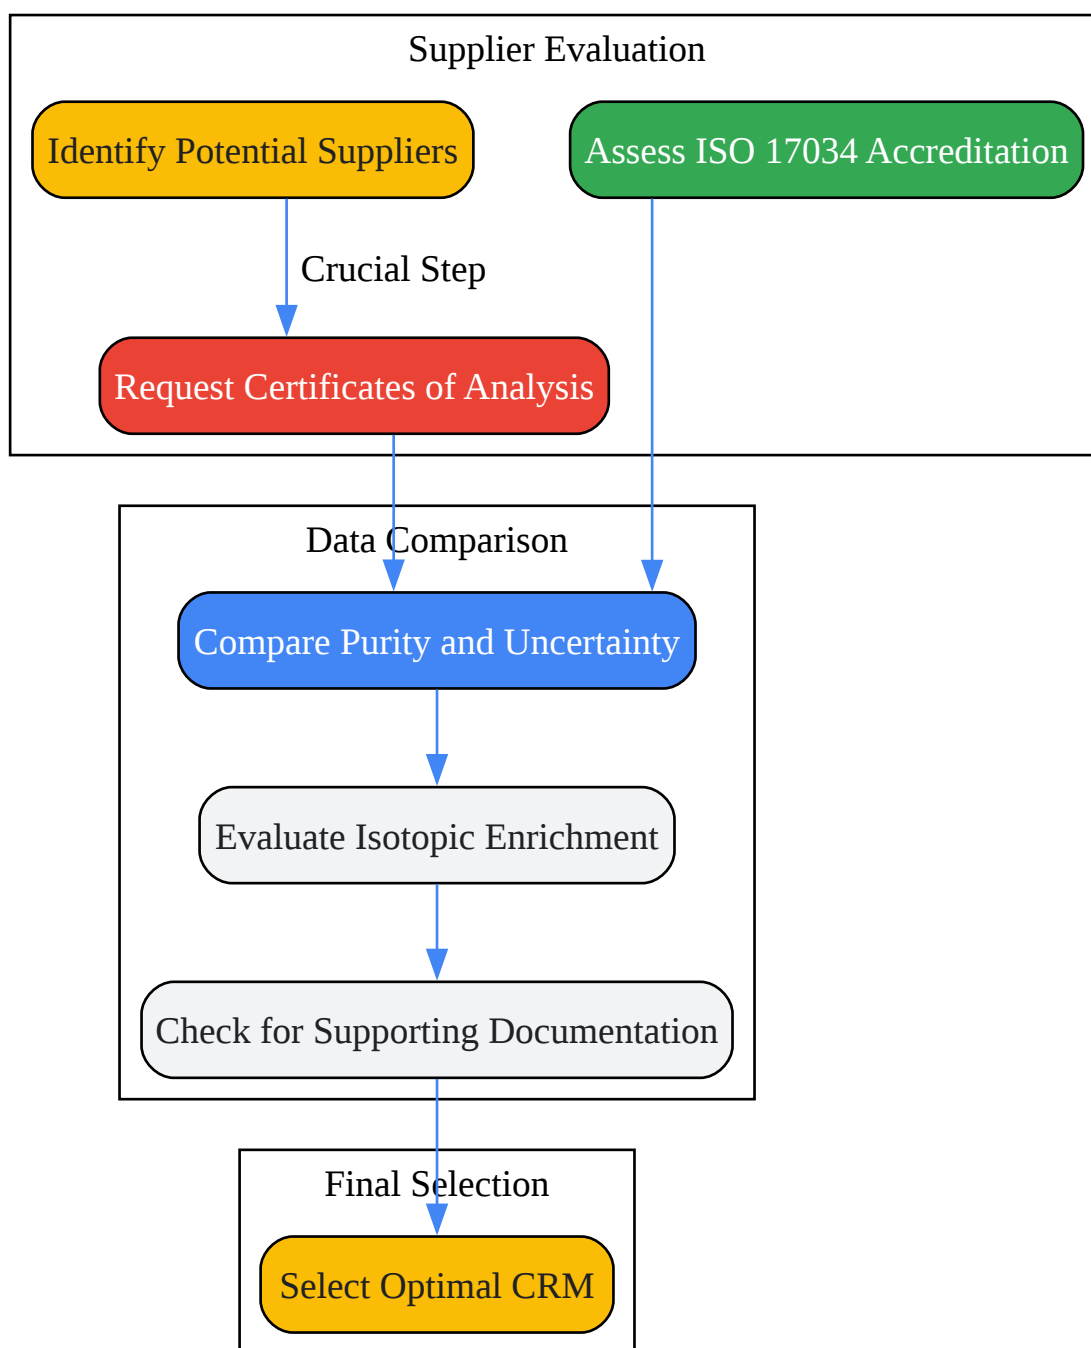 Supplier Evaluation
Identify Potential Suppliers
Assess ISO 17034 Accreditation
Crucial Step
Request Certificates of Analysis
Data Comparison
Compare Purity and Uncertainty
Evaluate Isotopic Enrichment
Check for Supporting Documentation
Final Selection
Select Optimal CRM